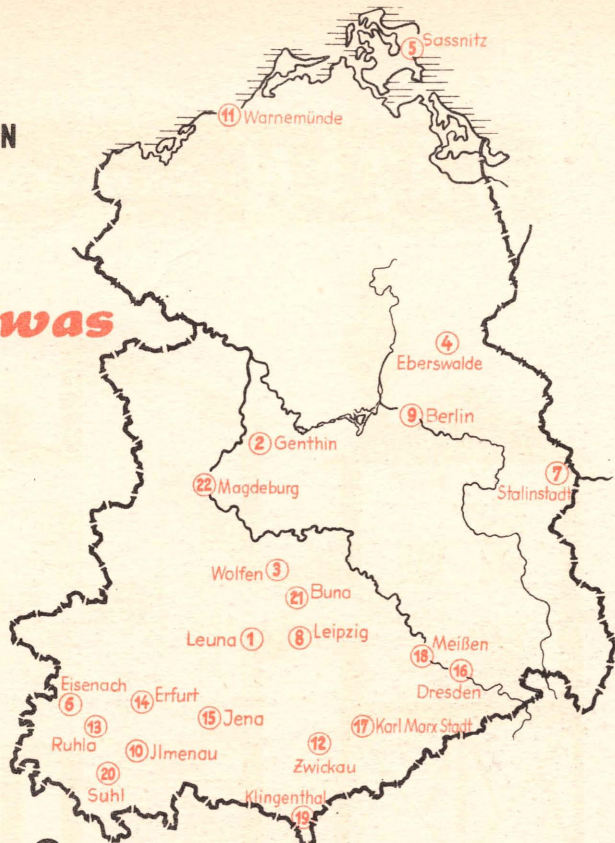 5 Sassnitz
11 Warnemünde
N
was
4
Eberswalde
9 Berlin
2 Genthin
7
Stalinstadt
22 Magdeburg
Wolfen 3
21 Buna
Leuna 1
8 Leipzig
Meißen
18
16
Dresden
Eisenach
6
14 Erfurt
15 Jena
17 Karl Marx Stadt
13
Ruhla
10 Jlmenau
12
Zwickau
20
Suhl
Klingenthal
19